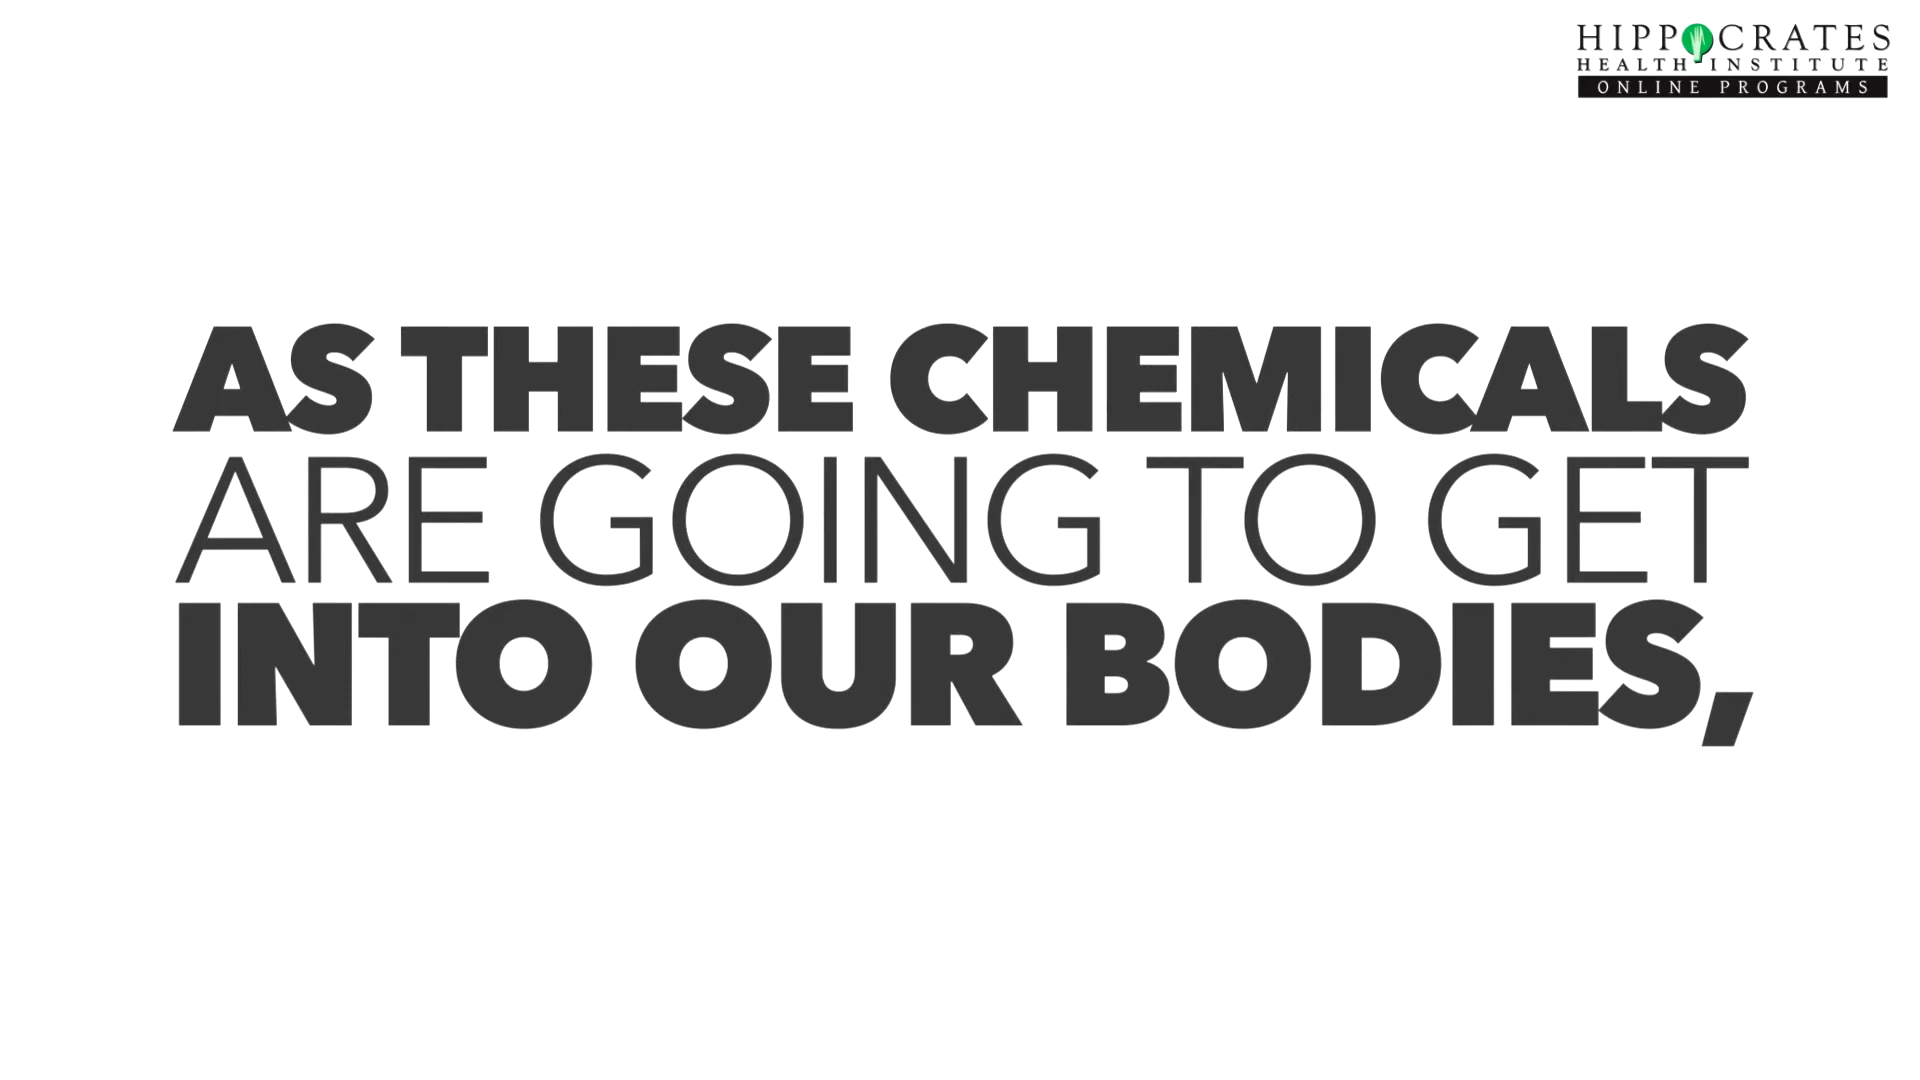 HIPPOCRATES
HEALTH INSTITUTE
ONLINE PROGRAMS
AS THESE CHEMICALS
ARE GOING TO GET
INTO OUR BODIES,